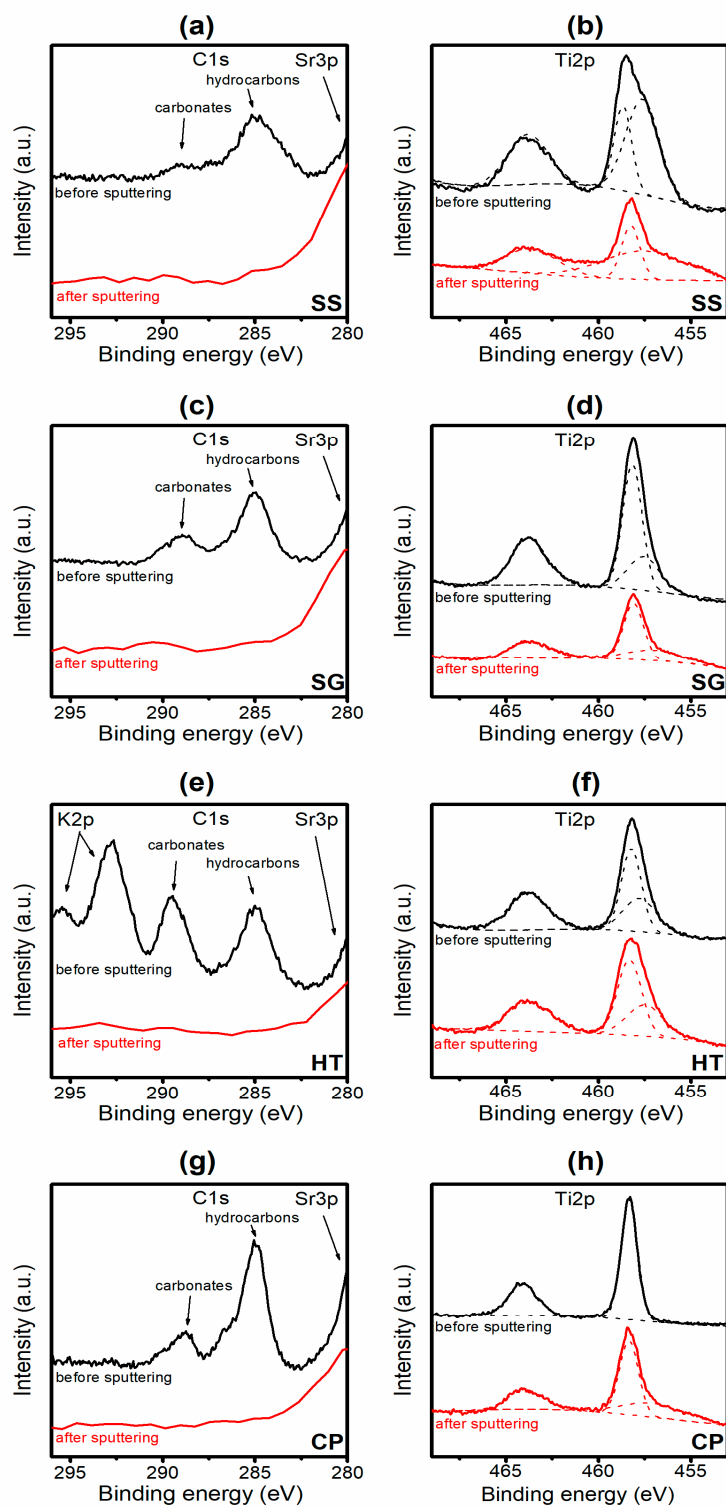 (a)
C1s
Sr3p
hydrocarbons
carbonates
before sputtering
after sputtering
SS
Intensity (a.u.)
295 290 285 280
Binding energy (eV)
(b)
Ti2p
before sputtering
after sputtering
SS
Intensity (a.u.)
465 460 455
Binding energy (eV)
(c)
C1s
Sr3p
hydrocarbons
carbonates
before sputtering
after sputtering
SG
Intensity (a.u.)
295 290 285 280
Binding energy (eV)
(d)
Ti2p
before sputtering
after sputtering
SG
Intensity (a.u.)
465 460 455
Binding energy (eV)
(e)
K2p
C1s
Sr3p
carbonates
hydrocarbons
before sputtering
after sputtering
HT
Intensity (a.u.)
295 290 285 280
Binding energy (eV)
(f)
Ti2p
before sputtering
after sputtering
HT
Intensity (a.u.)
465 460 455
Binding energy (eV)
(g)
C1s
Sr3p
hydrocarbons
carbonates
before sputtering
after sputtering
CP
Intensity (a.u.)
295 290 285 280
Binding energy (eV)
(h)
Ti2p
before sputtering
after sputtering
CP
Intensity (a.u.)
465 460 455
Binding energy (eV)